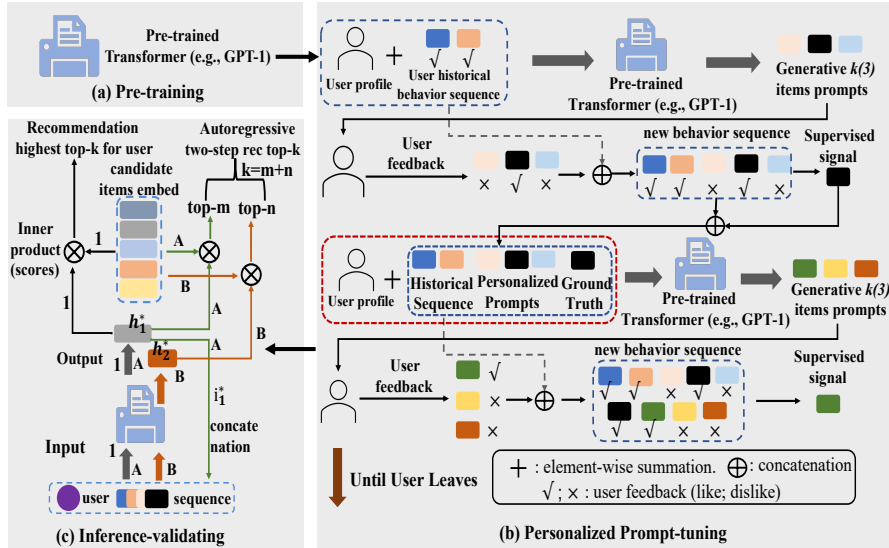 Pre-trained
Transformer (e.g., GPT-1)
(a) Pre-training
User profile
+
√ √
User historical
behavior sequence
Pre-trained
Transformer (e.g., GPT-1)
Generative k(3)
items prompts
User
feedback
× √ ×
new behavior sequence
√ √ × √ ×
Supervised
signal
User profile
+
Historical
Sequence
Personalized
Prompts
Ground
Truth
Pre-trained
Transformer (e.g., GPT-1)
Generative k(3)
items prompts
User
feedback
√
×
×
new behavior sequence
√ √ × √ ×
√ √ × ×
Supervised
signal
Until User Leaves
+ : element-wise summation. ⊕: concatenation
√ ; × : user feedback (like; dislike)
(b) Personalized Prompt-tuning
Recommendation
highest top-k for user
Autoregressive
two-step rec top-k
k=m+n
candidate
items embed
top-m top-n
Inner
product
(scores)
1
A
B
1
A
A
B
h₁*
h₂*
Output
1 A
B
i₁*
concate
nation
Input
1 A
B
user
sequence
(c) Inference-validating